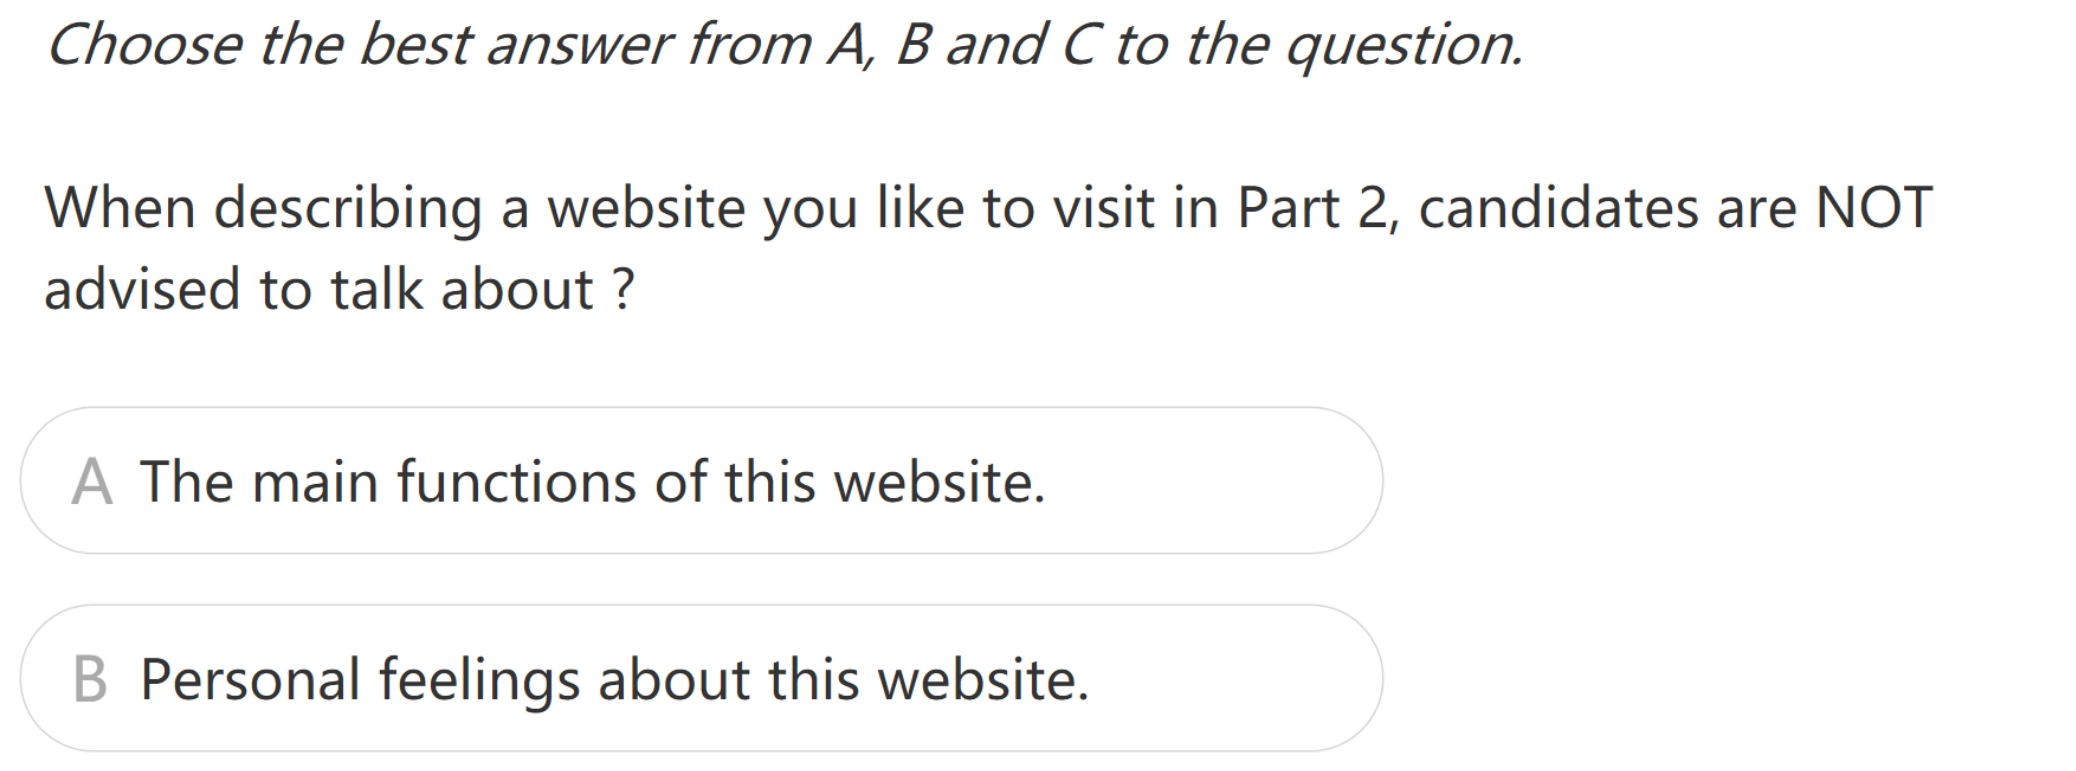 Choose the best answer from A, B and C to the question.
When describing a website you like to visit in Part 2, candidates are NOT
advised to talk about ?
A The main functions of this website.
B Personal feelings about this website.